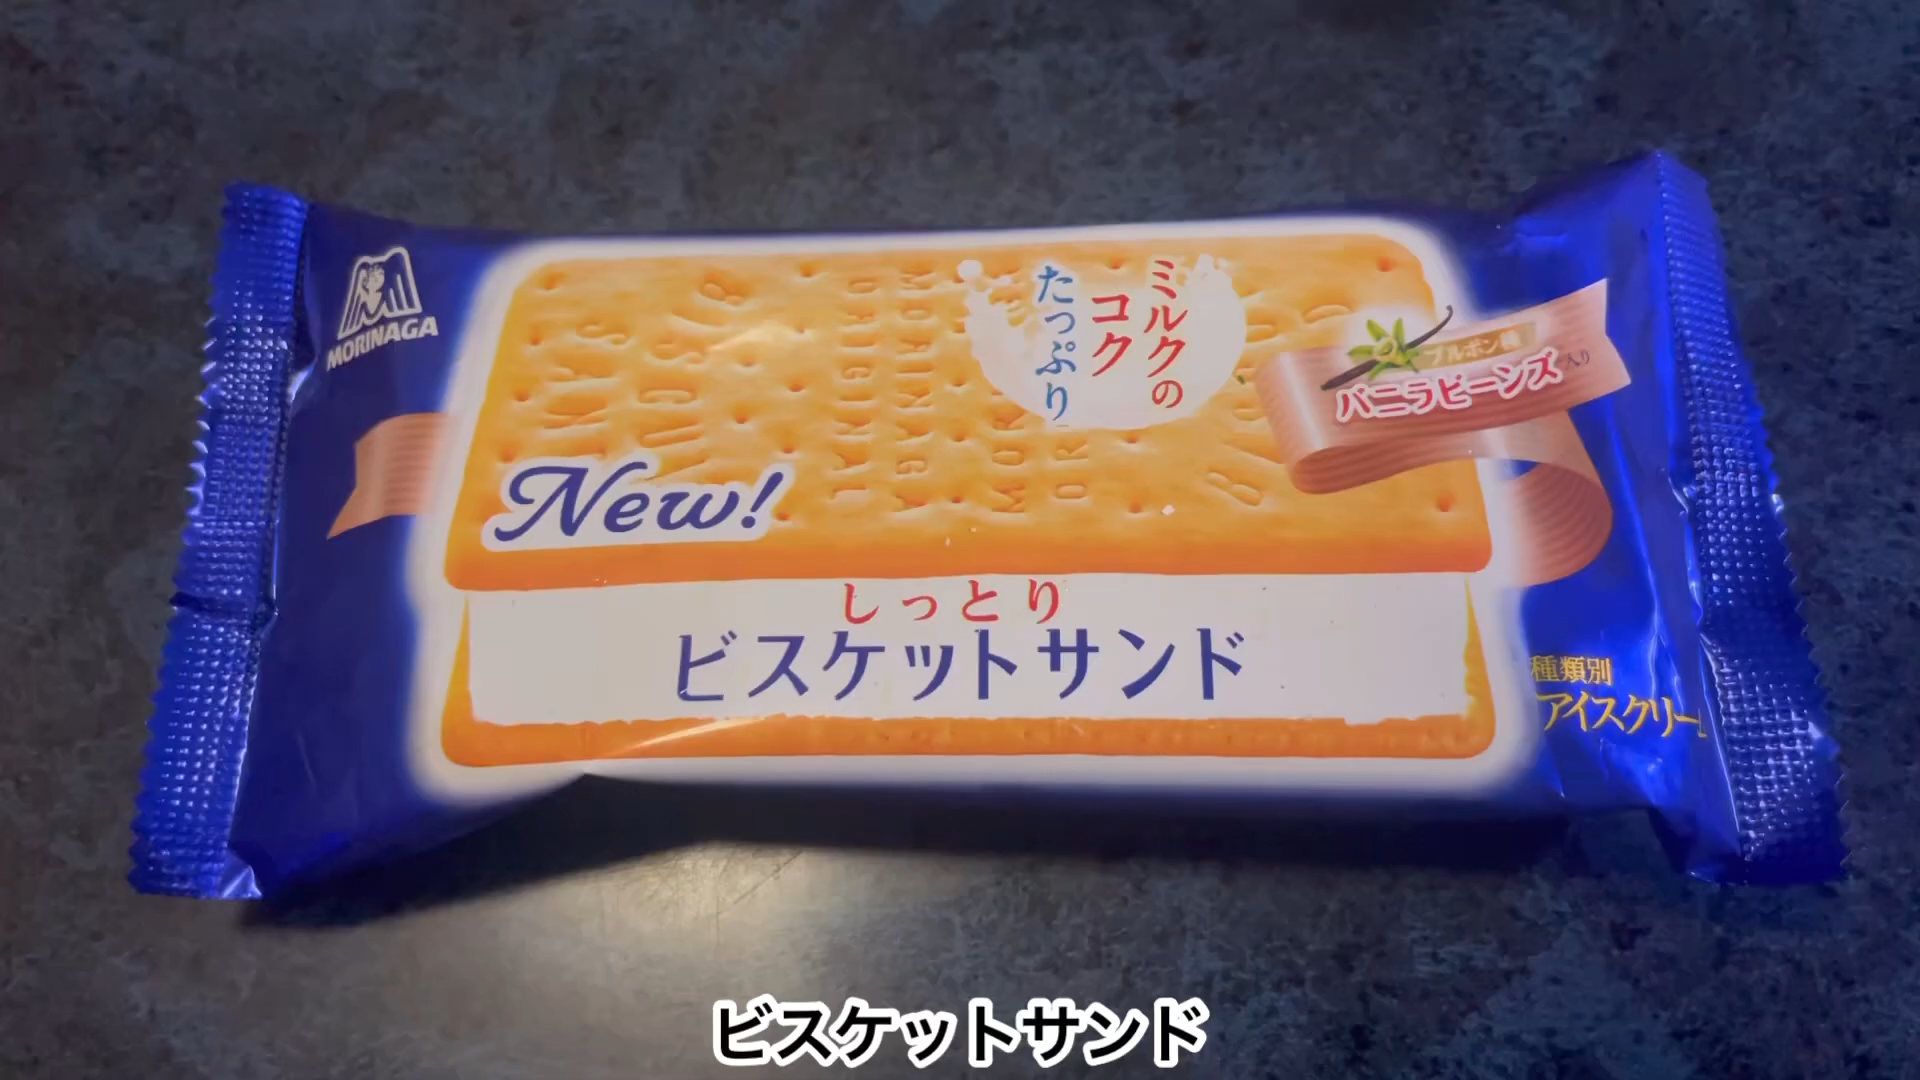 MORINAGA
ミルクの
コク
たっぷり
ブルボン種
バニラビーンズ入り
New!
しっとり
ビスケットサンド
種類別
アイスクリー
ビスケットサンド